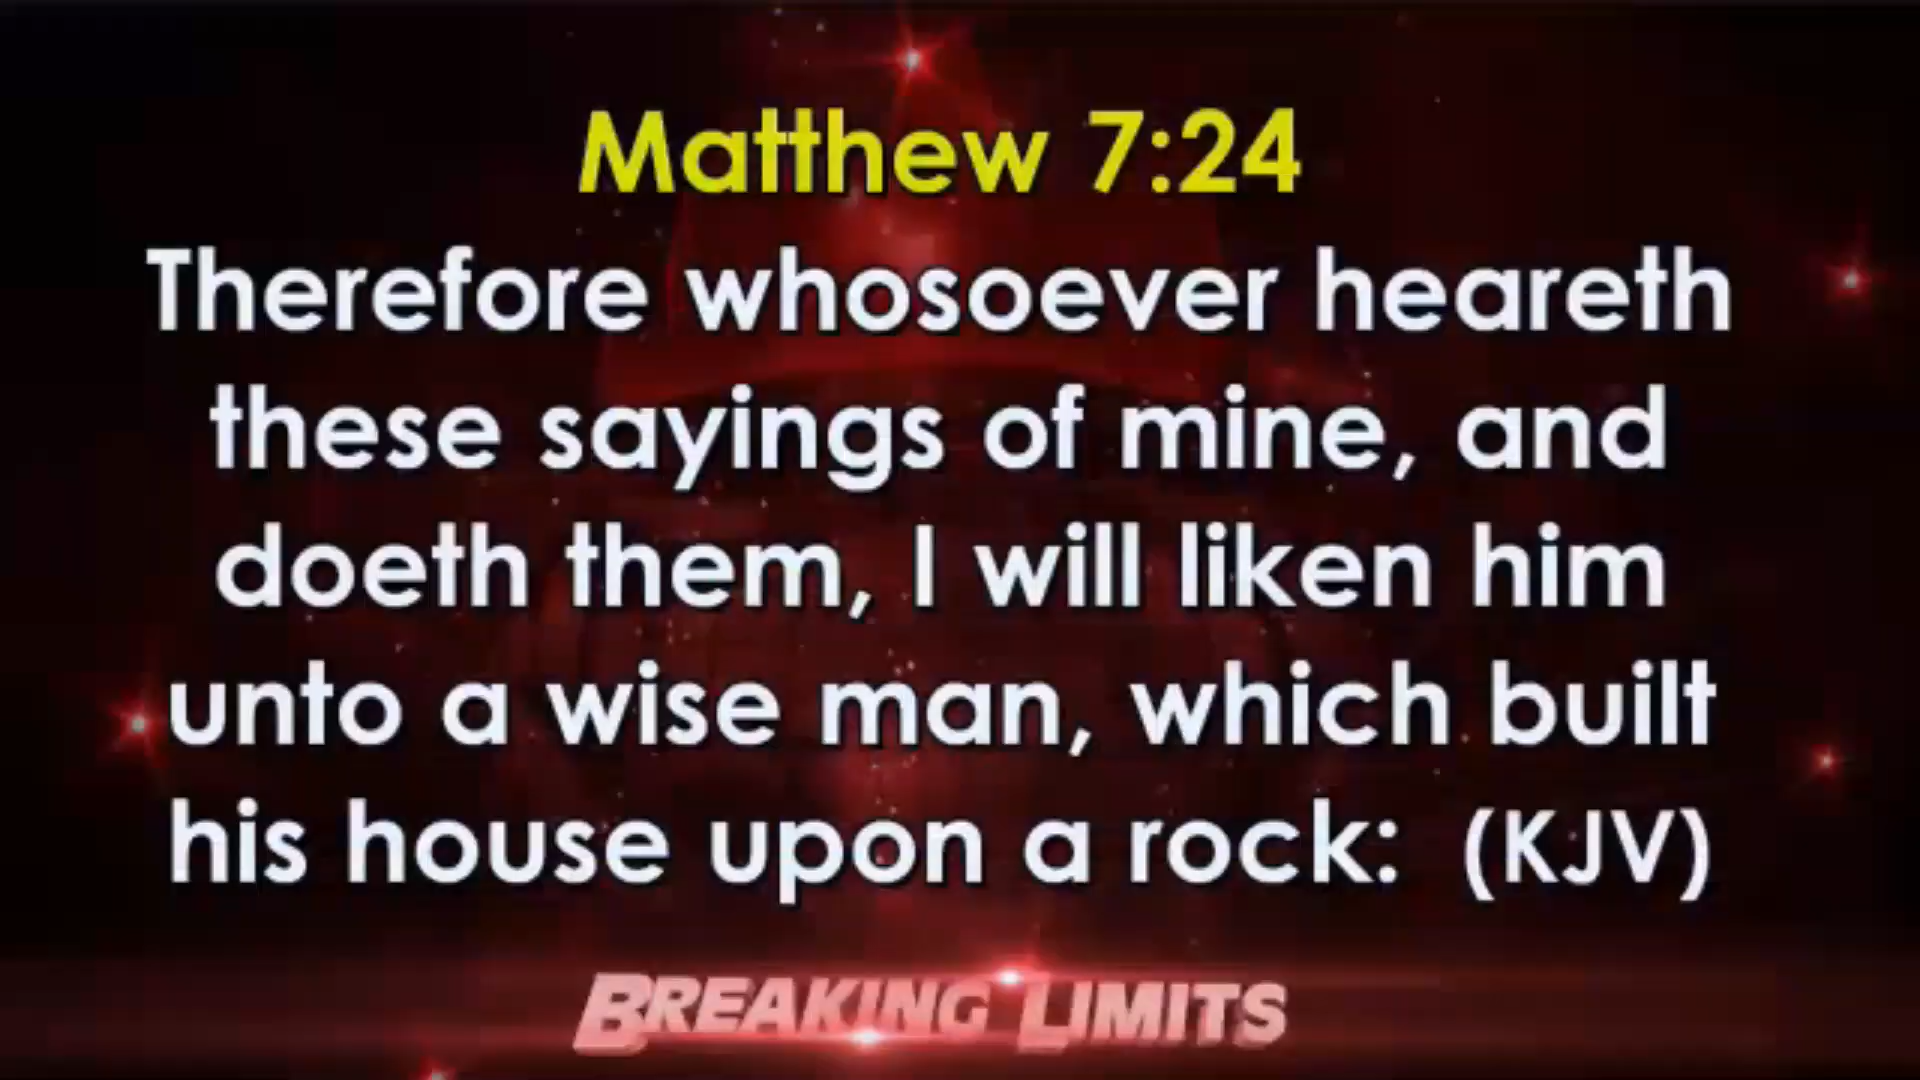 Matthew 7:24
Therefore whosoever heareth
these sayings of mine, and
doeth them, I will liken him
unto a wise man, which built
his house upon a rock: (KJV)
BREAKING LIMITS